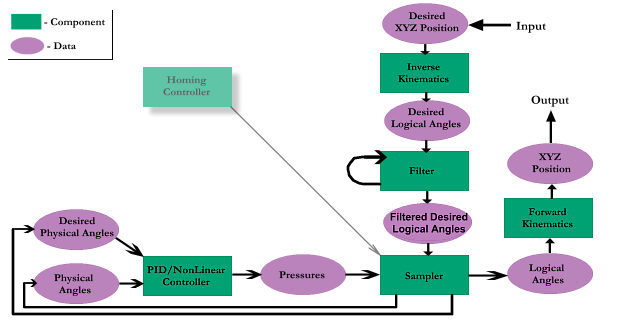 - Component
- Data
Desired
XYZ Position
Input
Inverse
Kinematics
Homing
Controller
Desired
Logical Angles
Output
XYZ
Position
Filter
Desired
Physical Angles
Filtered Desired
Logical Angles
Forward
Kinematics
Physical
Angles
PID/NonLinear
Controller
Pressures
Sampler
Logical
Angles